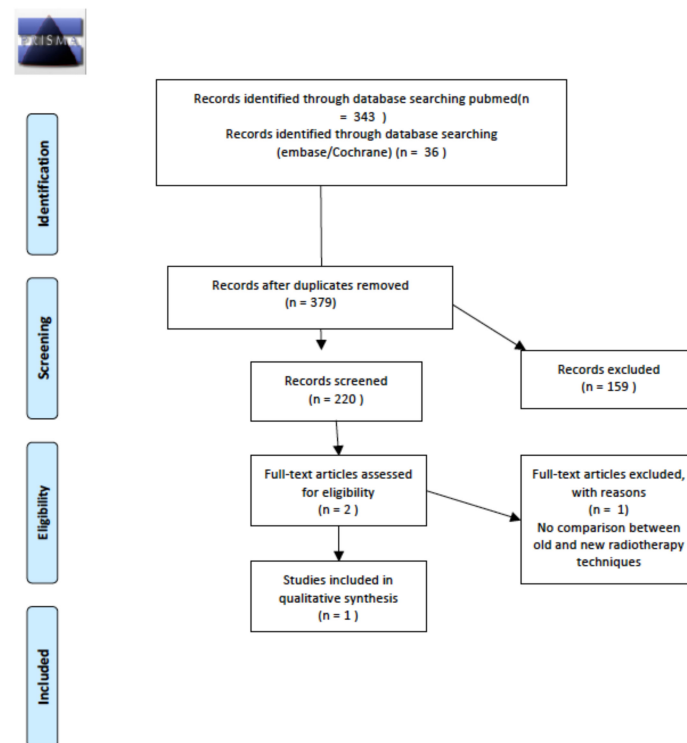 PRISMA
Records identified through database searching pubmed(n
= 343 )
Records identified through database searching
(embase/Cochrane) (n = 36 )
Identification
Records after duplicates removed
(n = 379)
Screening
Records screened
(n = 220 )
Records excluded
(n = 159 )
Full-text articles assessed
for eligibility
(n = 2 )
Full-text articles excluded,
with reasons
(n = 1)
No comparison between
old and new radiotherapy
techniques
Eligibility
Studies included in
qualitative synthesis
(n = 1 )
Included